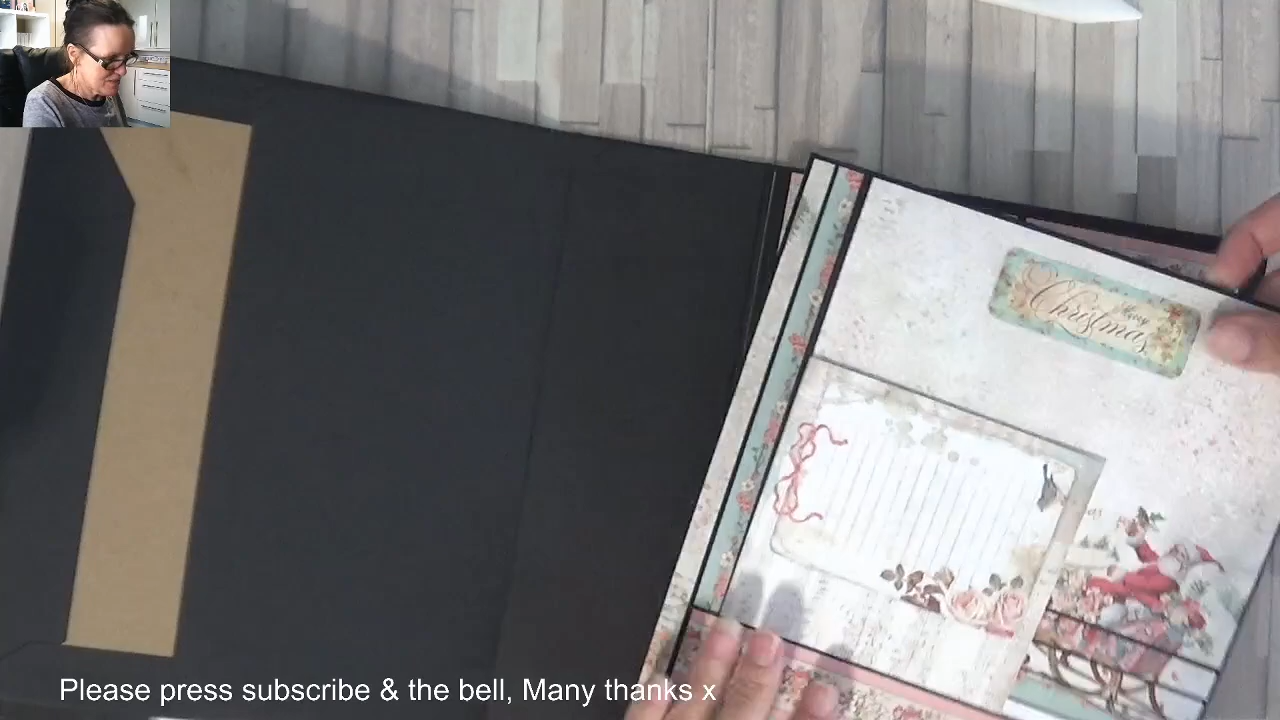 Merry
Christmas
Please press subscribe & the bell, Many thanks x